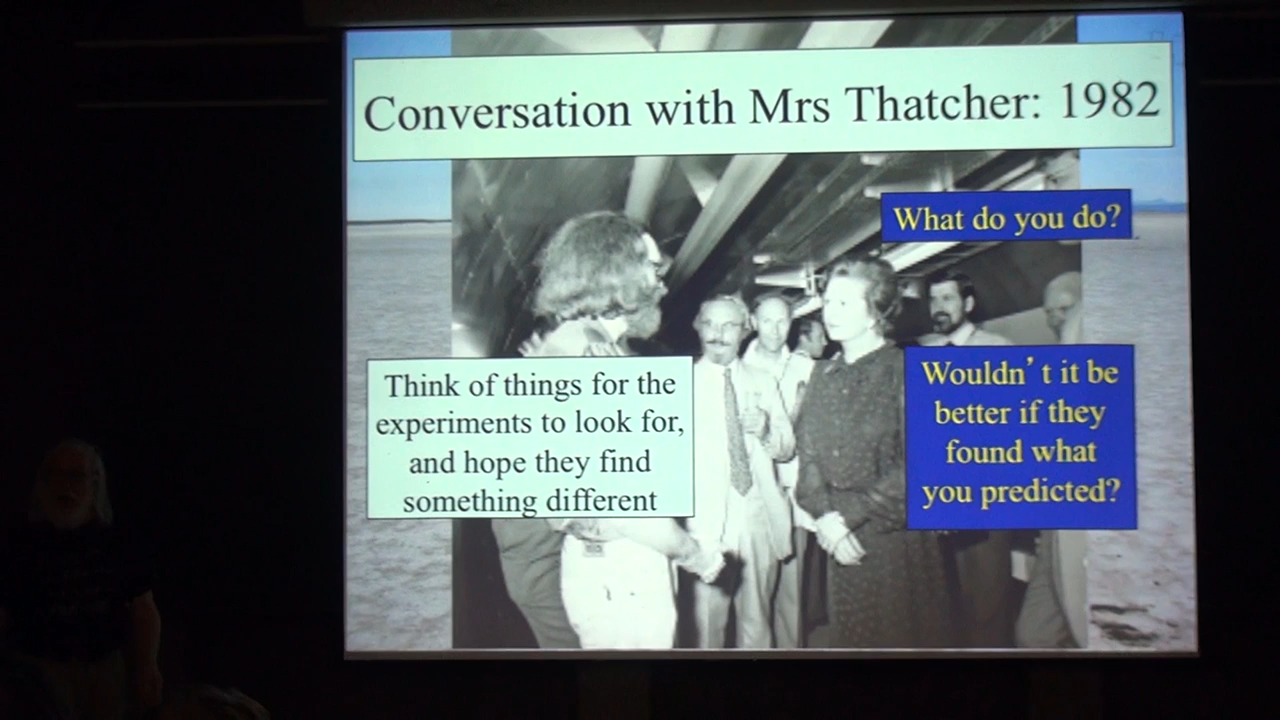 Conversation with Mrs Thatcher: 1982
What do you do?
Think of things for the
experiments to look for,
and hope they find
something different
Wouldn't it be
better if they
found what
you predicted?